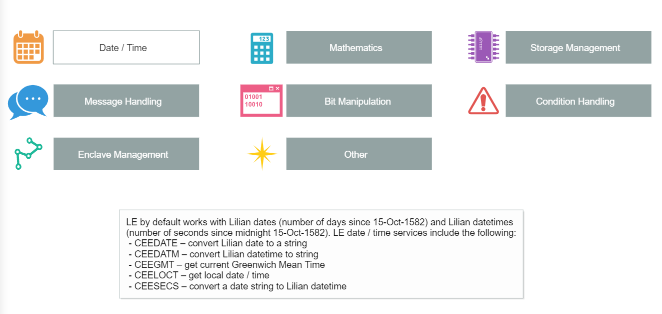 Date / Time
123
Mathematics
Storage Management
Message Handling
01001
10010
Bit Manipulation
Condition Handling
Enclave Management
Other
LE by default works with Lilian dates (number of days since 15-Oct-1582) and Lilian datetimes
(number of seconds since midnight 15-Oct-1582). LE date / time services include the following:
- CEEDATE – convert Lilian date to a string
- CEEDATM – convert Lilian datetime to string
- CEEGMT – get current Greenwich Mean Time
- CEELOCT – get local date / time
- CEESECS – convert a date string to Lilian datetime